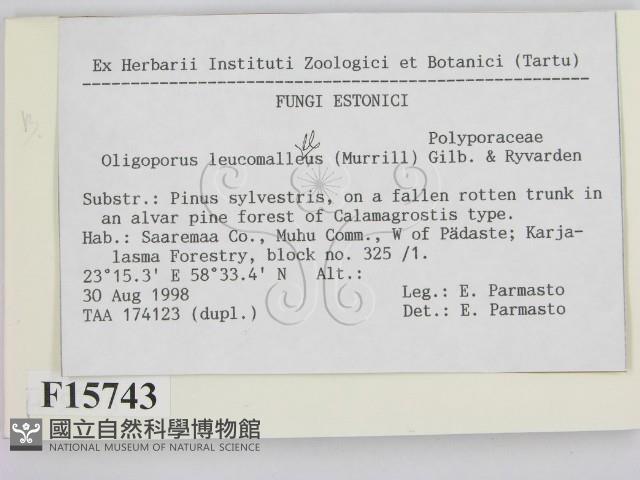 Ex Herbarii Instituti Zoologici et Botanici (Tartu)
FUNGI ESTONICI
Polyporaceae
Oligoporus leucomalleus (Murrill) Gilb. & Ryvarden
Substr.: Pinus sylvestris, on a fallen rotten trunk in
an alvar pine forest of Calamagrostis type.
Hab.: Saaremaa Co., Muhu Comm., W of Pädaste; Karja-
lasma Forestry, block no. 325 /1.
23°15.3' E 58°33.4' N Alt.:
30 Aug 1998 Leg.: E. Parmasto
TAA 174123 (dupl.) Det.: E. Parmasto
F15743
國立自然科學博物館
NATIONAL MUSEUM OF NATURAL SCIENCE